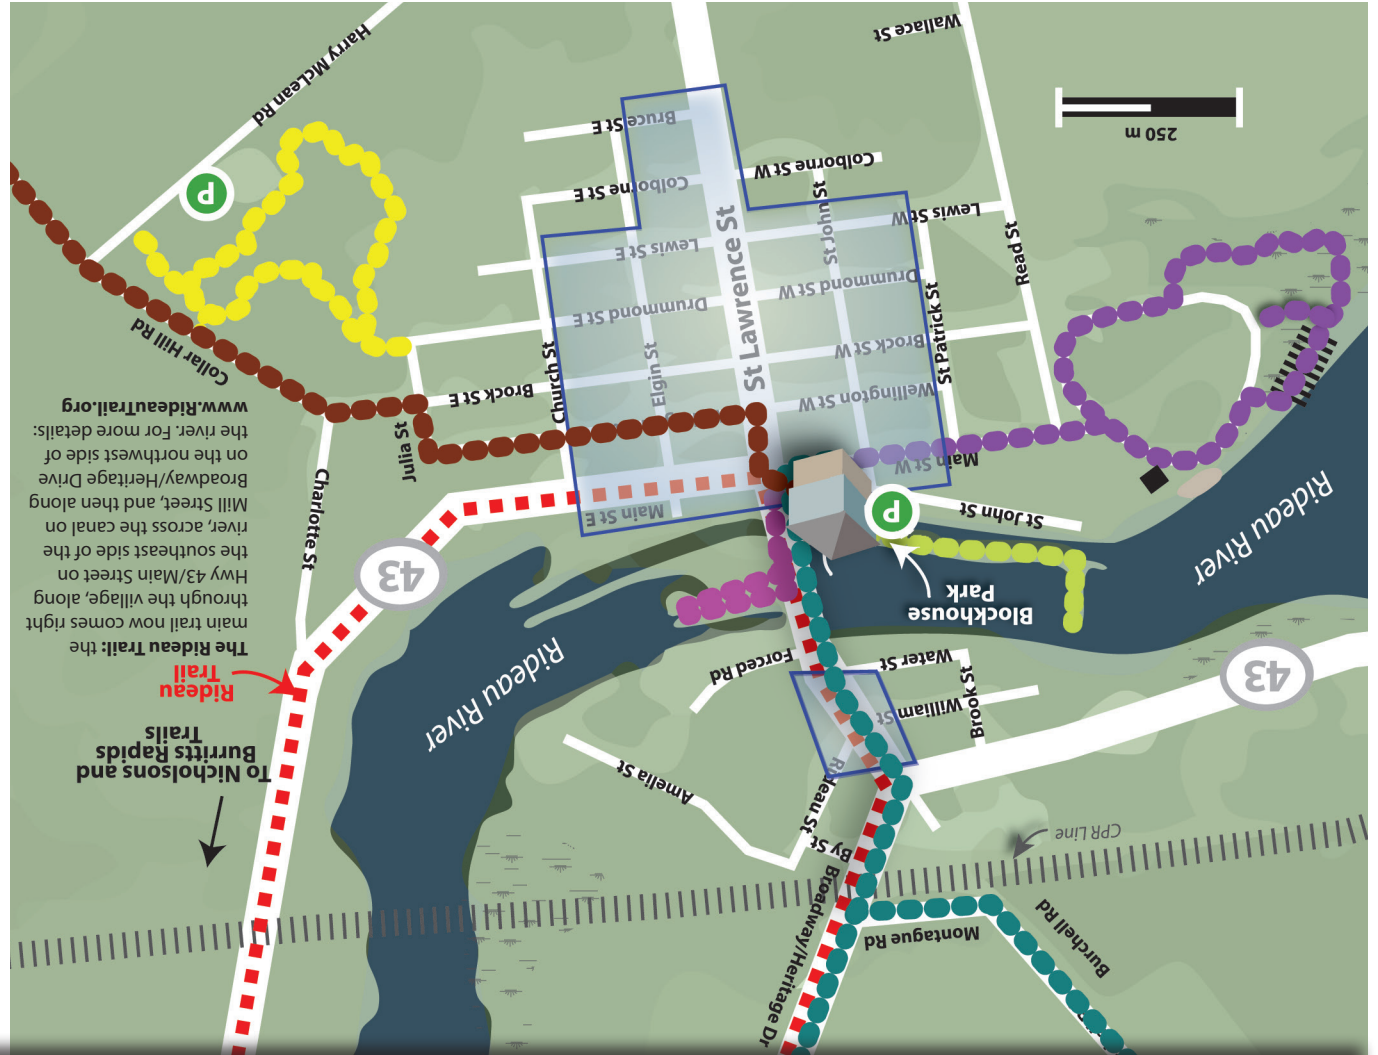 Broadway/Heritage Dr
Burchell Rd
Montague Rd
By St
CPR Line
Rideau St
Amelia St
To Nicholsons and
Burritts Rapids
Trails
Rideau
Trail
The Rideau Trail: the
main trail now comes right
through the village, along
Hwy 43/Main Street on
the southeast side of the
river, across the canal on
Mill Street, and then along
Broadway/Heritage Drive
on the northwest side of
the river. For more details:
www.RideauTrail.org
43
William St
Brook St
Water St
Forced Rd
Rideau River
Blockhouse
Park
43
Rideau River
P
St John St
Main St E
Main St W
Charlotte St
Julia St
Wellington St W
Brock St E
Brock St W
Church St
Elgin St
St Lawrence St
St Patrick St
Collar Hill Rd
Drummond St E
Drummond St W
Lewis St E
Lewis St W
St John St
Read St
P
Colborne St E
Colborne St W
Bruce St E
250 m
Harry McLean Rd
Wallace St